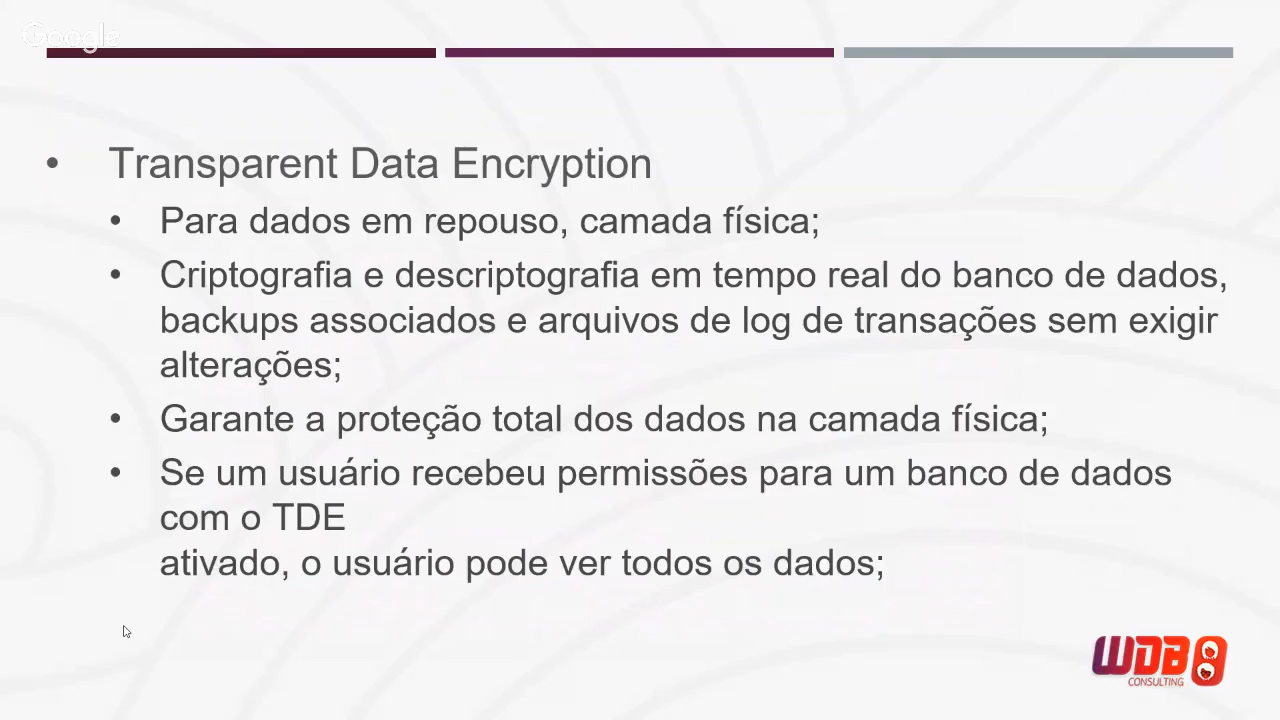 Google
• Transparent Data Encryption
• Para dados em repouso, camada física;
• Criptografia e descriptografia em tempo real do banco de dados,
backups associados e arquivos de log de transações sem exigir
alterações;
• Garante a proteção total dos dados na camada física;
• Se um usuário recebeu permissões para um banco de dados
com o TDE
ativado, o usuário pode ver todos os dados;
WDB
CONSULTING